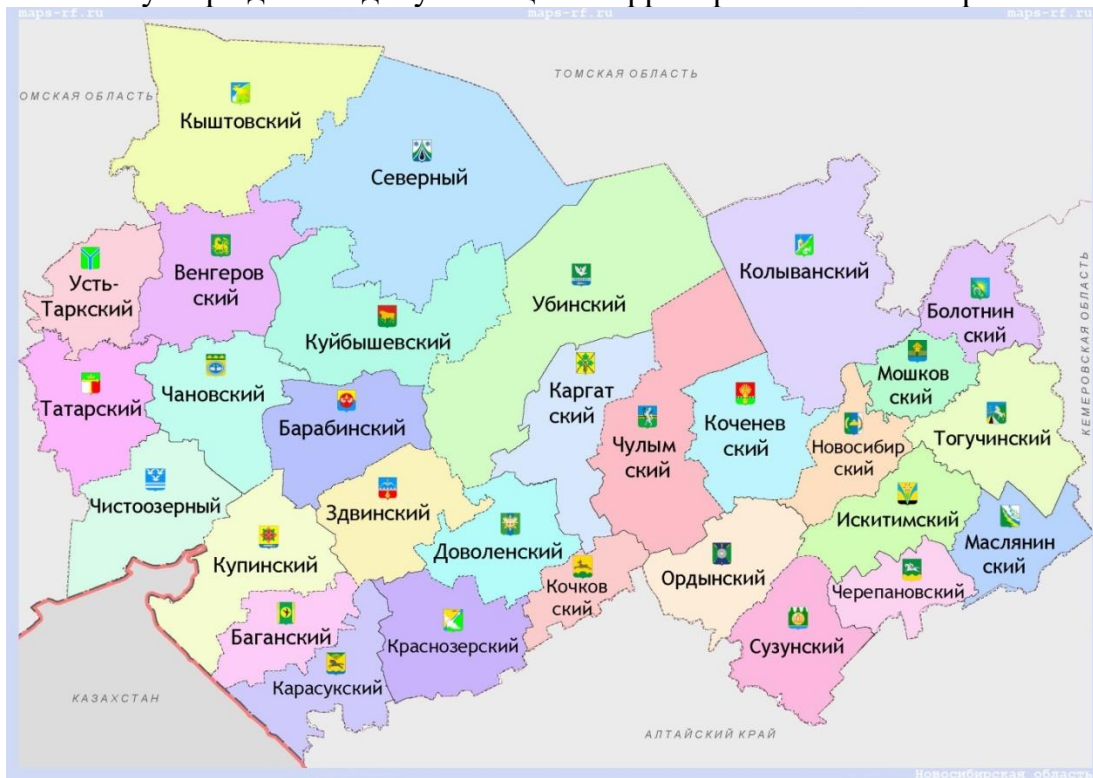 maps-rf.ru
maps-rf.ru
ТОМСКАЯ ОБЛАСТЬ
ОМСКАЯ ОБЛАСТЬ
Кыштовский
Северный
Усть-
Таркский
Венгеров
ский
Колыванский
Убинский
Болотнин
ский
КЕМЕРОВСКАЯ ОБЛАСТЬ
Куйбышевский
Мошков
ский
Чановский
Каргат
ский
Татарский
Барабинский
Чулым
ский
Коченев
ский
Новосибир
ский
Тогучинский
Чистоозерный
Здвинский
Искитимский
Маслянин
ский
Доволенский
Купинский
Ордынский
Кочков
ский
Черепановский
Баганский
Краснозерский
Сузунский
Карасукский
КАЗАХСТАН
АЛТАЙСКИЙ КРАЙ
Новосибирская область